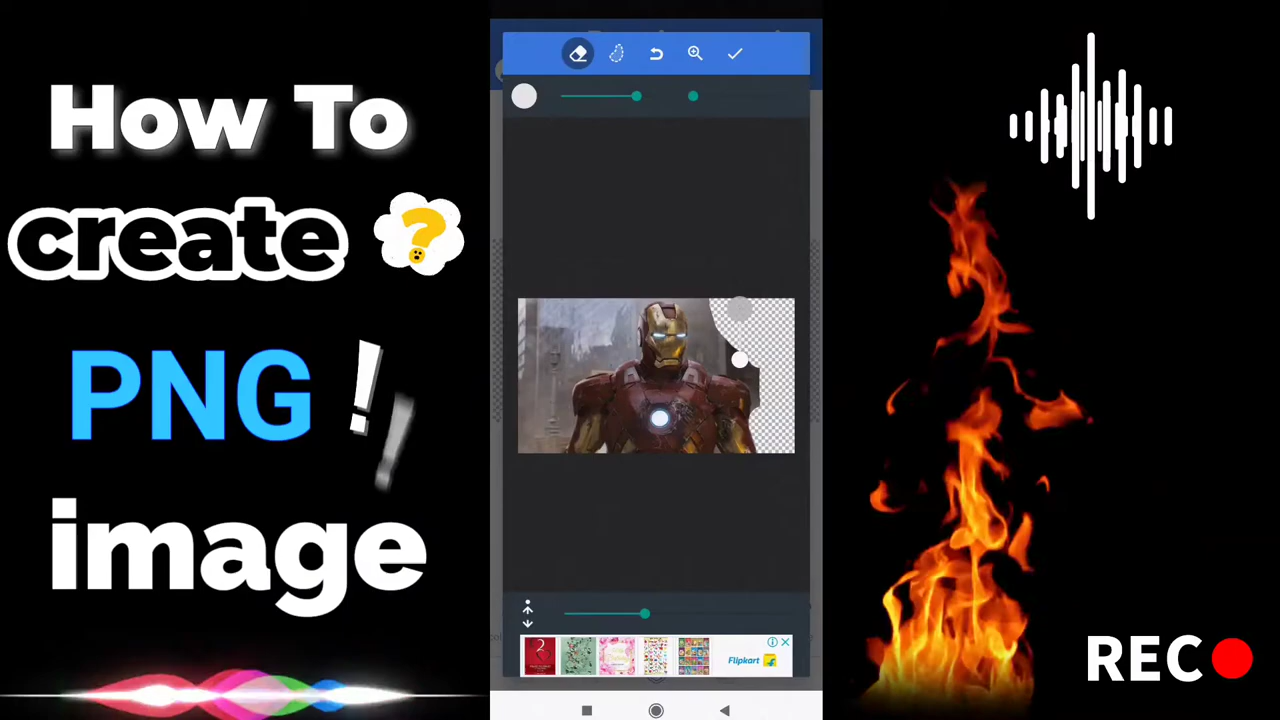 How To
create ?
PNG !
image
Flipkart
REC